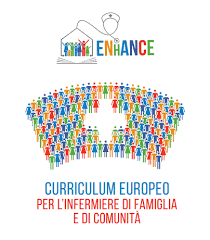 ENhANCE
CURRICULUM EUROPEO
PER L'INFERMIERE DI FAMIGLIA
E DI COMUNITÀ